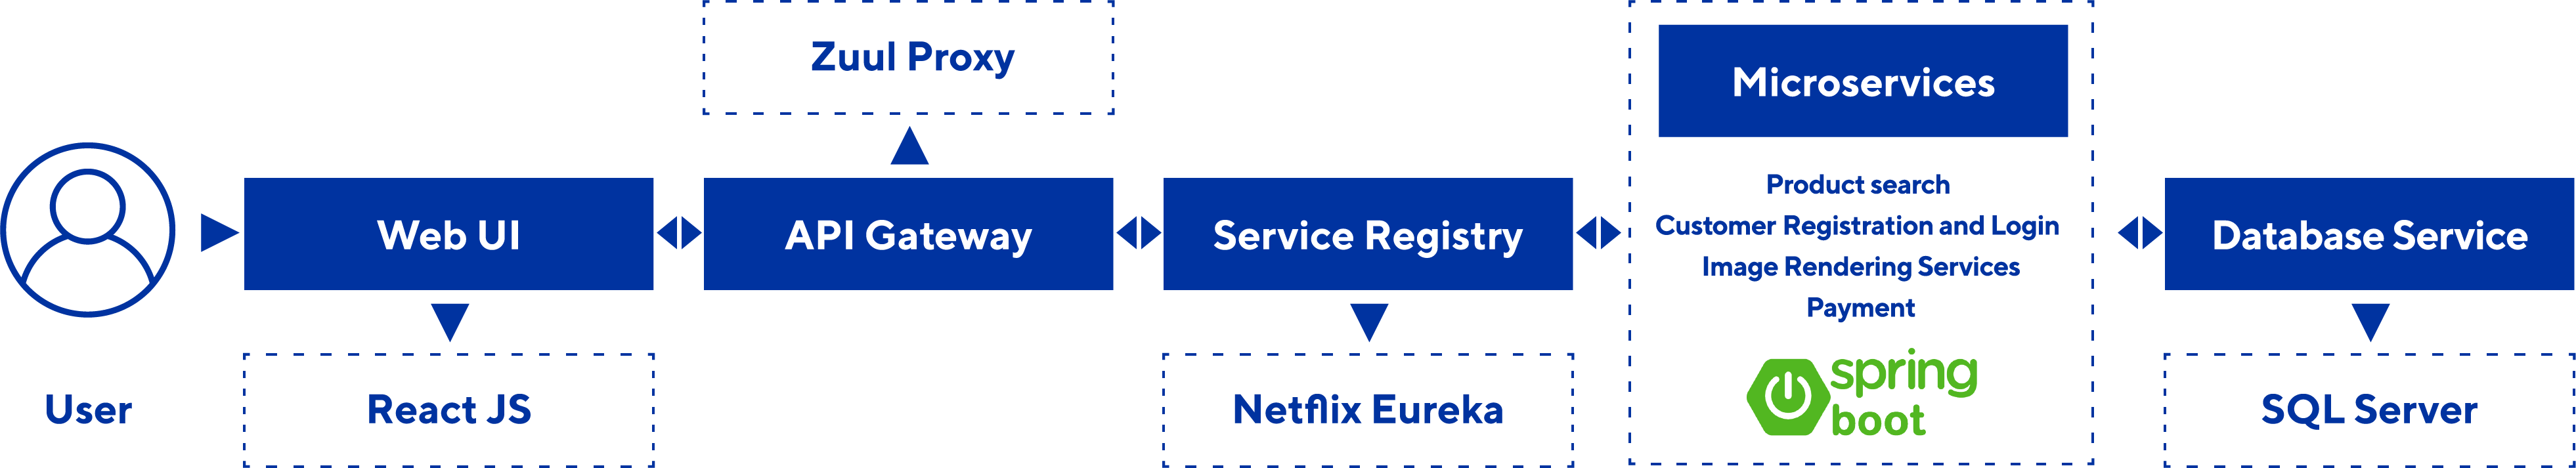 Zuul Proxy
Microservices
Product search
Customer Registration and Login
Image Rendering Services
Payment
spring
boot
Web UI
API Gateway
Service Registry
Database Service
User
React JS
Netflix Eureka
SQL Server